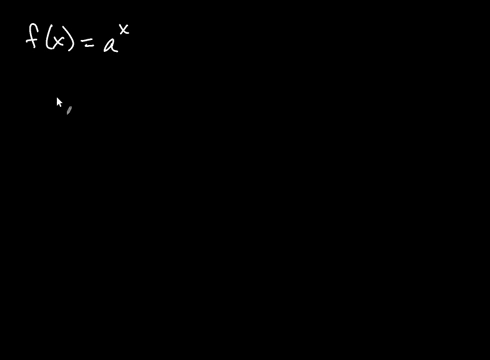 f(x) = a^x